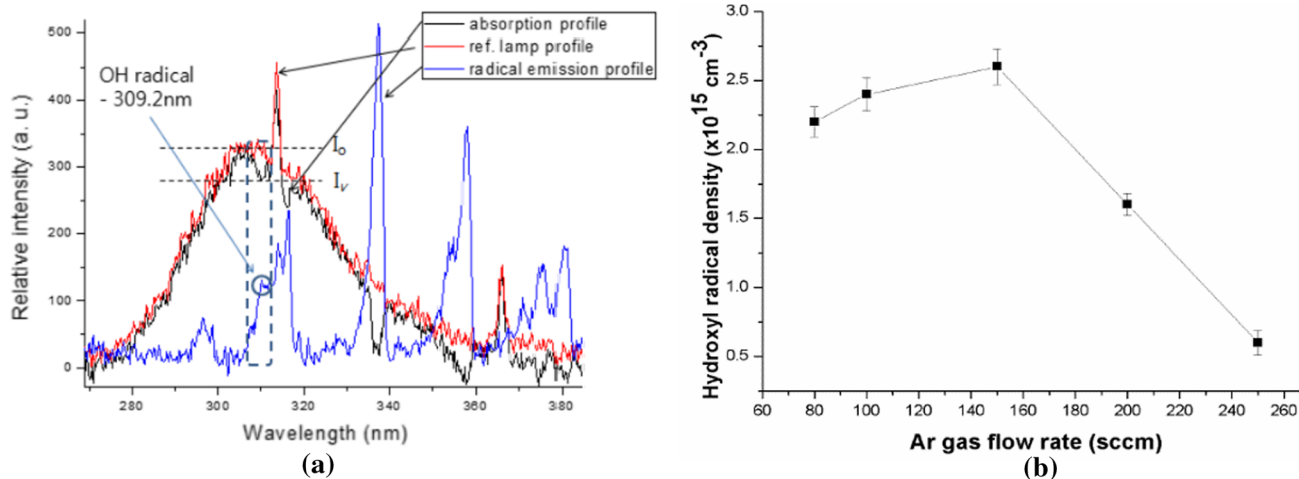 absorption profile
ref. lamp profile
radical emission profile
OH radical
- 309.2nm
I₀
Iᵥ
500
400
300
200
100
0
280
300
320
340
360
380
Relative intensity (a. u.)
Wavelength (nm)
(a)
3.0
2.5
2.0
1.5
1.0
0.5
60
80
100
120
140
160
180
200
220
240
260
Hydroxyl radical density (x10¹⁵ cm⁻³)
Ar gas flow rate (sccm)
(b)